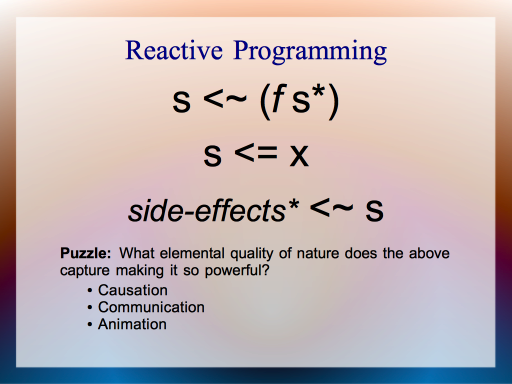 Reactive Programming
s <~ (f s*)
s <= x
side-effects* <~ s
Puzzle: What elemental quality of nature does the above
capture making it so powerful?
• Causation
• Communication
• Animation